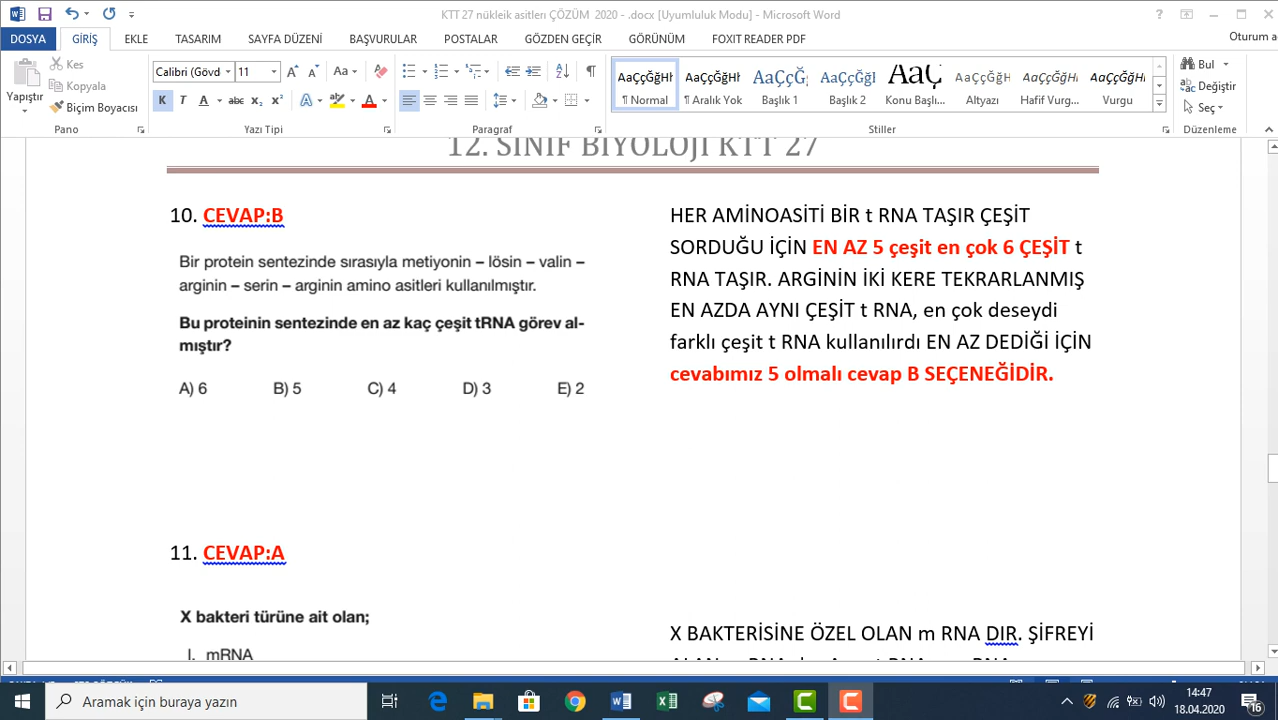 KTT 27 nükleik asitleri ÇÖZÜM 2020 - .docx [Uyumluluk Modu] - Microsoft Word
DOSYA GİRİŞ EKLE TASARIM SAYFA DÜZENİ BAŞVURULAR POSTALAR GÖZDEN GEÇİR GÖRÜNÜM FOXIT READER PDF Oturum a
Yapıştır
Kes
Kopyala
Biçim Boyacısı
Calibri (Gövd 11
¶ Normal ¶ Aralık Yok Başlık 1 Başlık 2 Konu Başlı... Altyazı Hafif Vurg... Vurgu
Bul
Değiştir
Seç
Pano Yazı Tipi Paragraf Stiller Düzenleme
12. SINIF BİYOLOJİ KTT 27
10. CEVAP:B
Bir protein sentezinde sırasıyla metiyonin – lösin – valin –
arginin – serin – arginin amino asitleri kullanılmıştır.
Bu proteinin sentezinde en az kaç çeşit tRNA görev al-
mıştır?
A) 6 B) 5 C) 4 D) 3 E) 2
HER AMİNOASİTİ BİR t RNA TAŞIR ÇEŞİT
SORDUĞU İÇİN EN AZ 5 çeşit en çok 6 ÇEŞİT t
RNA TAŞIR. ARGİNİN İKİ KERE TEKRARLANMIŞ
EN AZDA AYNI ÇEŞİT t RNA, en çok deseydi
farklı çeşit t RNA kullanılırdı EN AZ DEDİĞİ İÇİN
cevabımız 5 olmalı cevap B SEÇENEĞİDİR.
11. CEVAP:A
X bakteri türüne ait olan;
I. mRNA
X BAKTERİSİNE ÖZEL OLAN m RNA DIR. ŞİFREYİ
Aramak için buraya yazın
14:47
18.04.2020
16